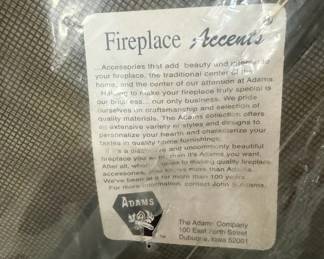 Fireplace Accents
...Accessories that add beauty and
your fireplace, the traditional center of
home, and the center of our attention at Adams.
Helping to make your fireplace truly special is
our business... our only business. We pride
ourselves on craftsmanship and selection of
quality materials. The Adams collection offers
an extensive variety of styles and designs to
personalize your hearth and characterize your
tastes in quality home furnishings.
If it's a distinctive and uncommonly beautiful
fireplace you want, then it's Adams you want.
After all, when it comes to making quality fireplace
accessories, no one knows more than Adams.
We've been at it for more than 100 years.
For more information, contact John
ADAMS
The Adams Company
100 East Fourth Street
Dubuque, Iowa 52001